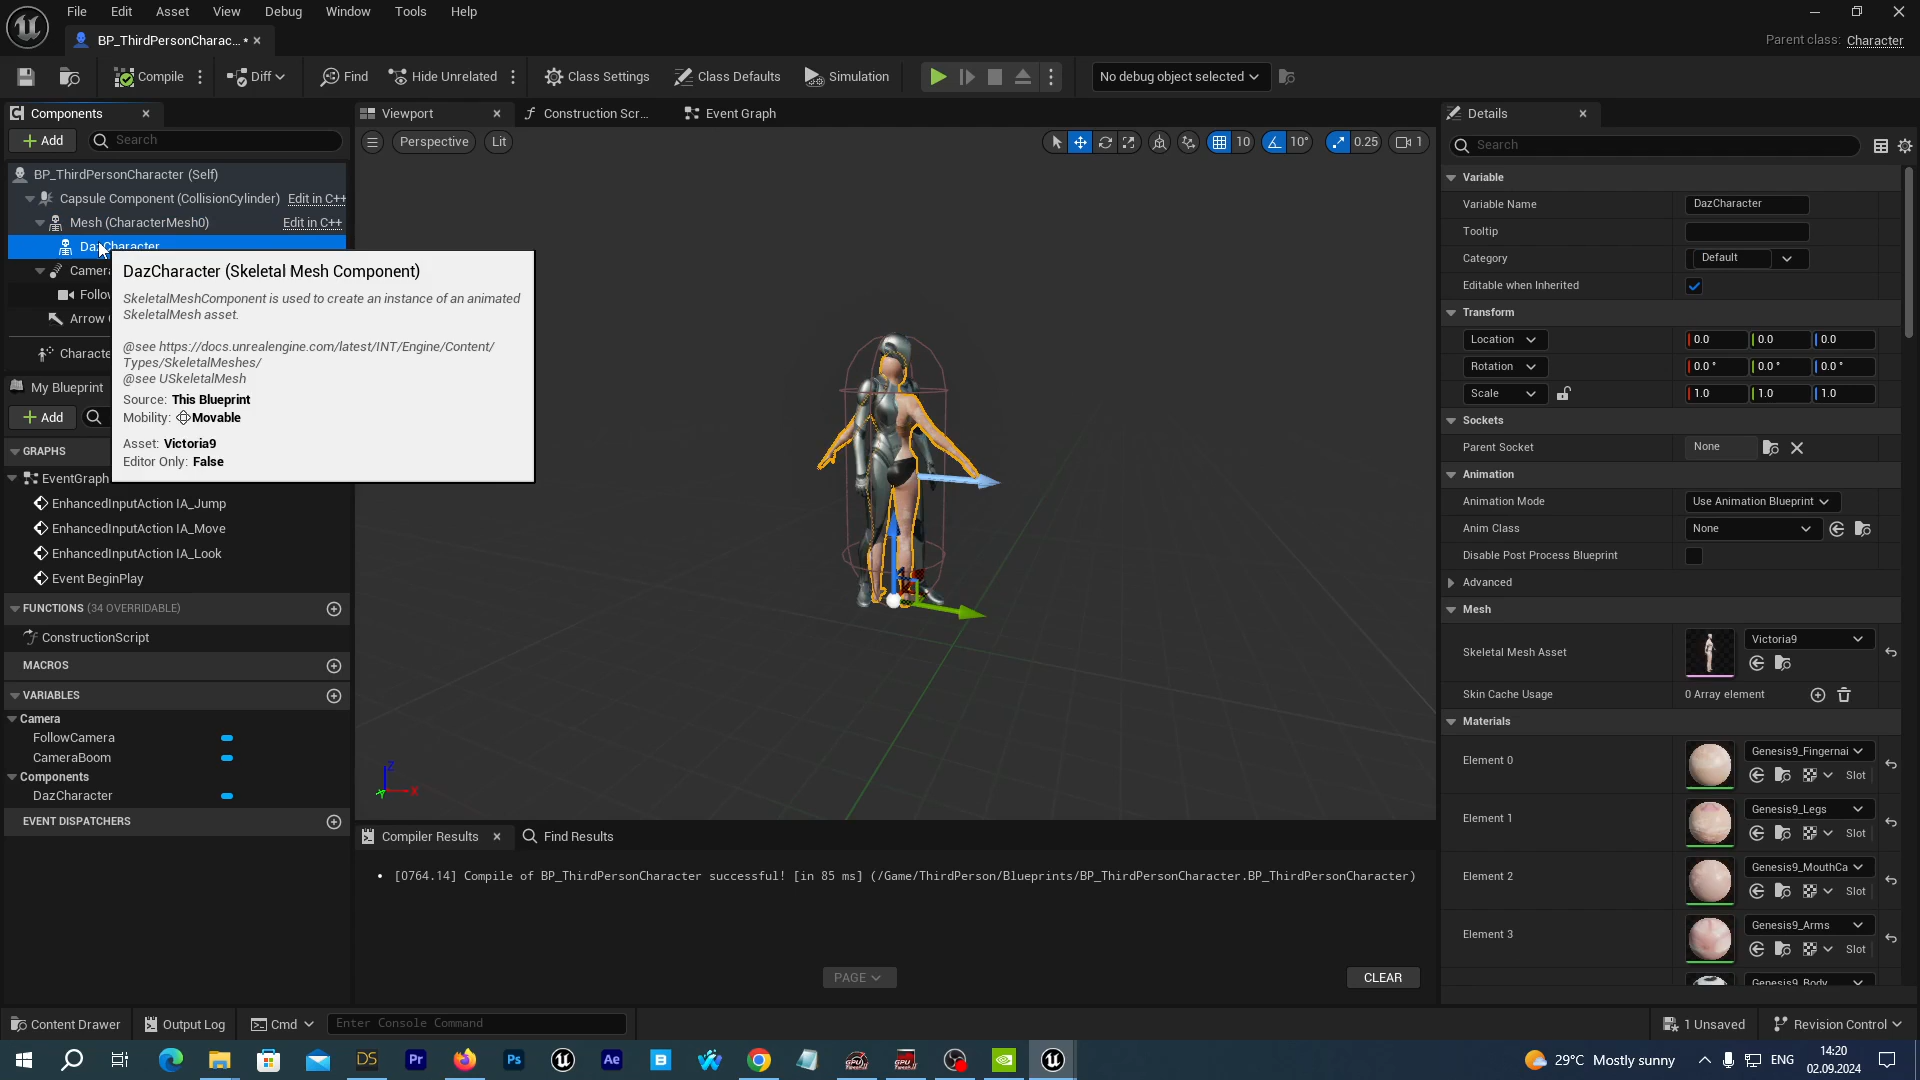 File Edit Asset View Debug Window Tools Help
BP_ThirdPersonCharac... •
Parent class: Character
Compile Diff Find Hide Unrelated Class Settings Class Defaults Simulation No debug object selected
Components
Viewport
Construction Scr...
Event Graph
Details
Add
Search
Perspective
Lit
10
10°
0.25
1
Search
BP_ThirdPersonCharacter (Self)
Capsule Component (CollisionCylinder) Edit in C++
Mesh (CharacterMesh0) Edit in C++
DazCharacter
Camera
Follow
Arrow
Characte
DazCharacter (Skeletal Mesh Component)
SkeletalMeshComponent is used to create an instance of an animated
SkeletalMesh asset.
@see https://docs.unrealengine.com/latest/INT/Engine/Content/
Types/SkeletalMeshes/
@see USkeletalMesh
Source: This Blueprint
Mobility: Movable
Asset: Victoria9
Editor Only: False
My Blueprint
Add
GRAPHS
EventGraph
EnhancedInputAction IA_Jump
EnhancedInputAction IA_Move
EnhancedInputAction IA_Look
Event BeginPlay
FUNCTIONS (34 OVERRIDABLE)
ConstructionScript
MACROS
VARIABLES
Camera
FollowCamera
CameraBoom
Components
DazCharacter
EVENT DISPATCHERS
Z
X
Y
Compiler Results
Find Results
• [0764.14] Compile of BP_ThirdPersonCharacter successful! [in 85 ms] (/Game/ThirdPerson/Blueprints/BP_ThirdPersonCharacter.BP_ThirdPersonCharacter)
PAGE
CLEAR
Variable
Variable Name DazCharacter
Tooltip
Category Default
Editable when Inherited
Transform
Location 0.0 0.0 0.0
Rotation 0.0 ° 0.0 ° 0.0 °
Scale 1.0 1.0 1.0
Sockets
Parent Socket None
Animation
Animation Mode Use Animation Blueprint
Anim Class None
Disable Post Process Blueprint
Advanced
Mesh
Skeletal Mesh Asset Victoria9
Skin Cache Usage 0 Array element
Materials
Element 0 Genesis9_Fingernai
Slot
Element 1 Genesis9_Legs
Slot
Element 2 Genesis9_MouthCa
Slot
Element 3 Genesis9_Arms
Slot
Genesis9_Body
Content Drawer Output Log Cmd Enter Console Command 1 Unsaved Revision Control
DS Pr Ps Ae B
29°C Mostly sunny ENG
14:20
02.09.2024